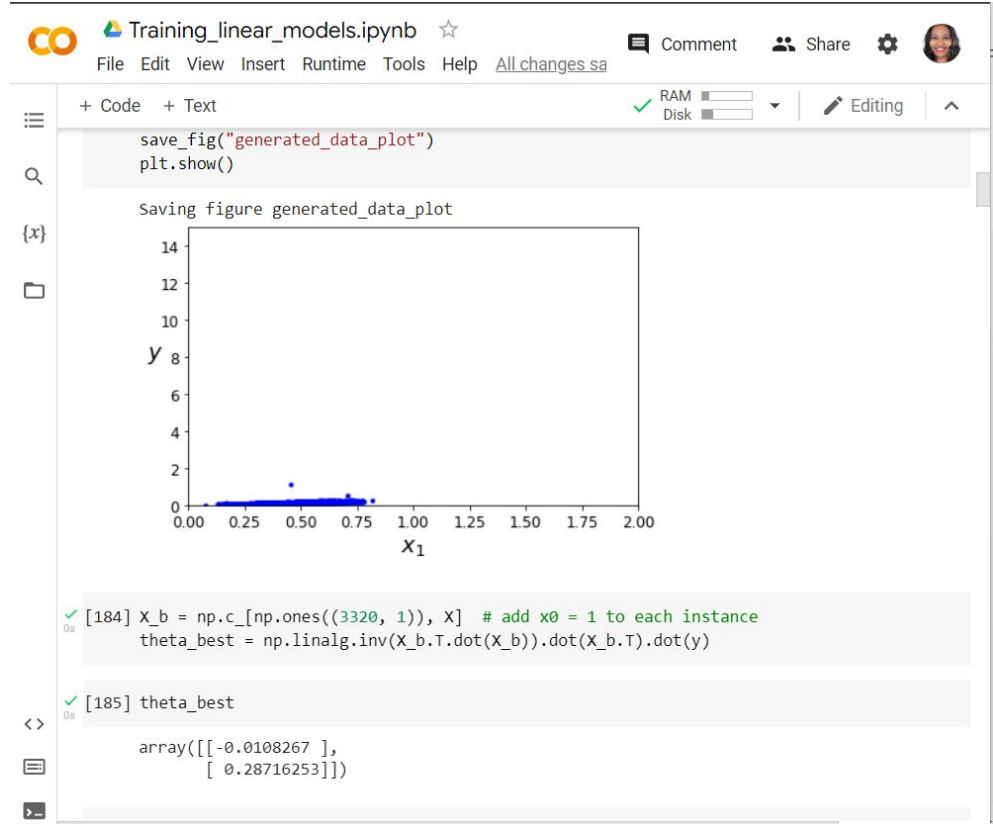 Training_linear_models.ipynb
Comment
Share
File Edit View Insert Runtime Tools Help All changes sa
+ Code + Text
RAM
Disk
Editing
save_fig("generated_data_plot")
plt.show()
Saving figure generated_data_plot
{x}
14
12
10
y
8
6
4
2
0
0.00 0.25 0.50 0.75 1.00 1.25 1.50 1.75 2.00
x₁
[184] X_b = np.c_[np.ones((3320, 1)), X]  # add x0 = 1 to each instance
0s
theta_best = np.linalg.inv(X_b.T.dot(X_b)).dot(X_b.T).dot(y)
[185] theta_best
0s
<>
array([[-0.0108267 ],
[ 0.28716253]])